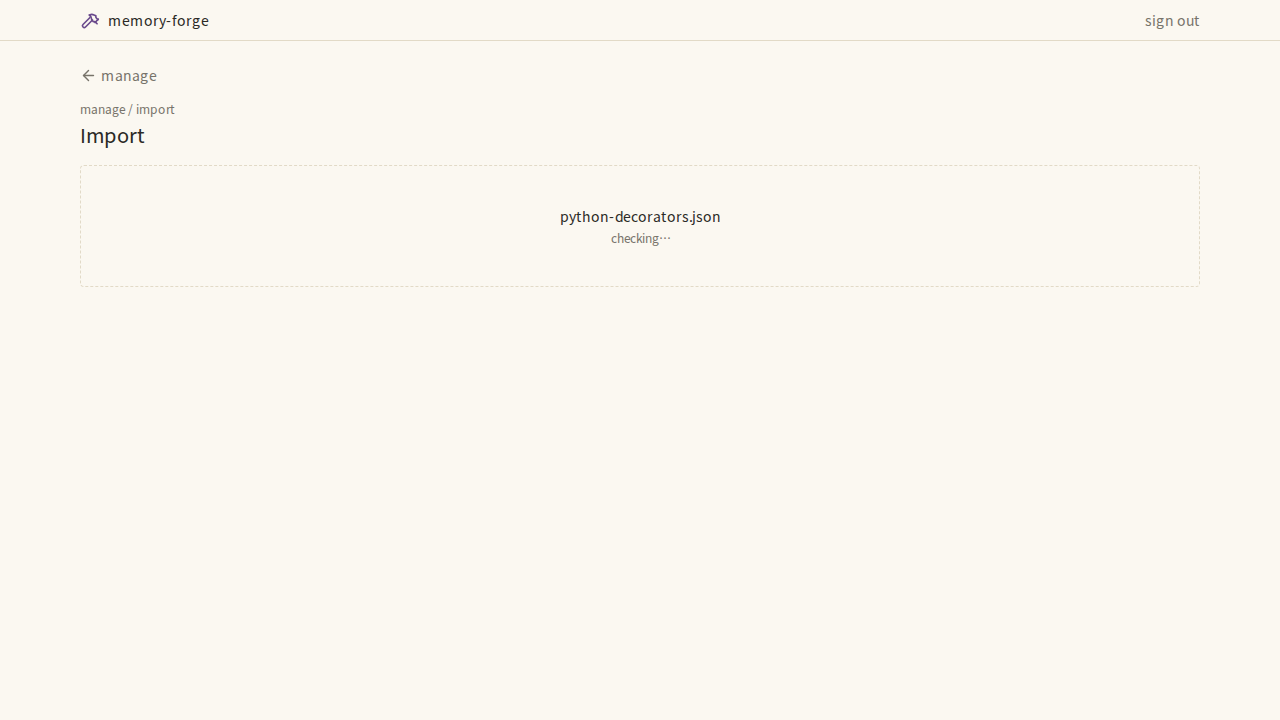 memory-forge
sign out
manage
manage / import
Import
python-decorators.json
checking…